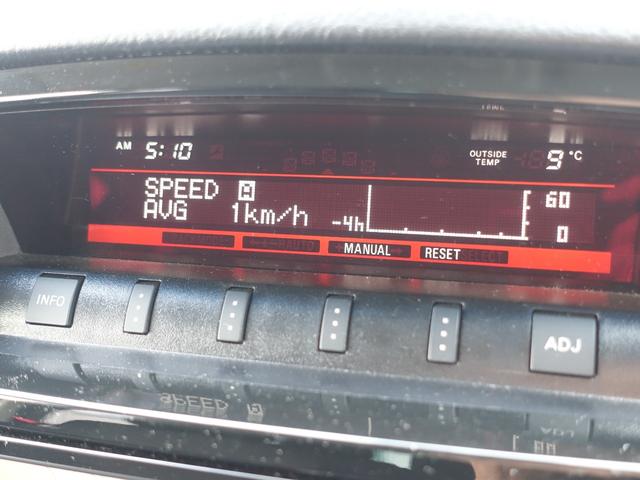 AM 5:10 OUTSIDE TEMP 9 °C
SPEED A 60
AVG 1km/h -4h 0
MANUAL RESET
INFO ADJ